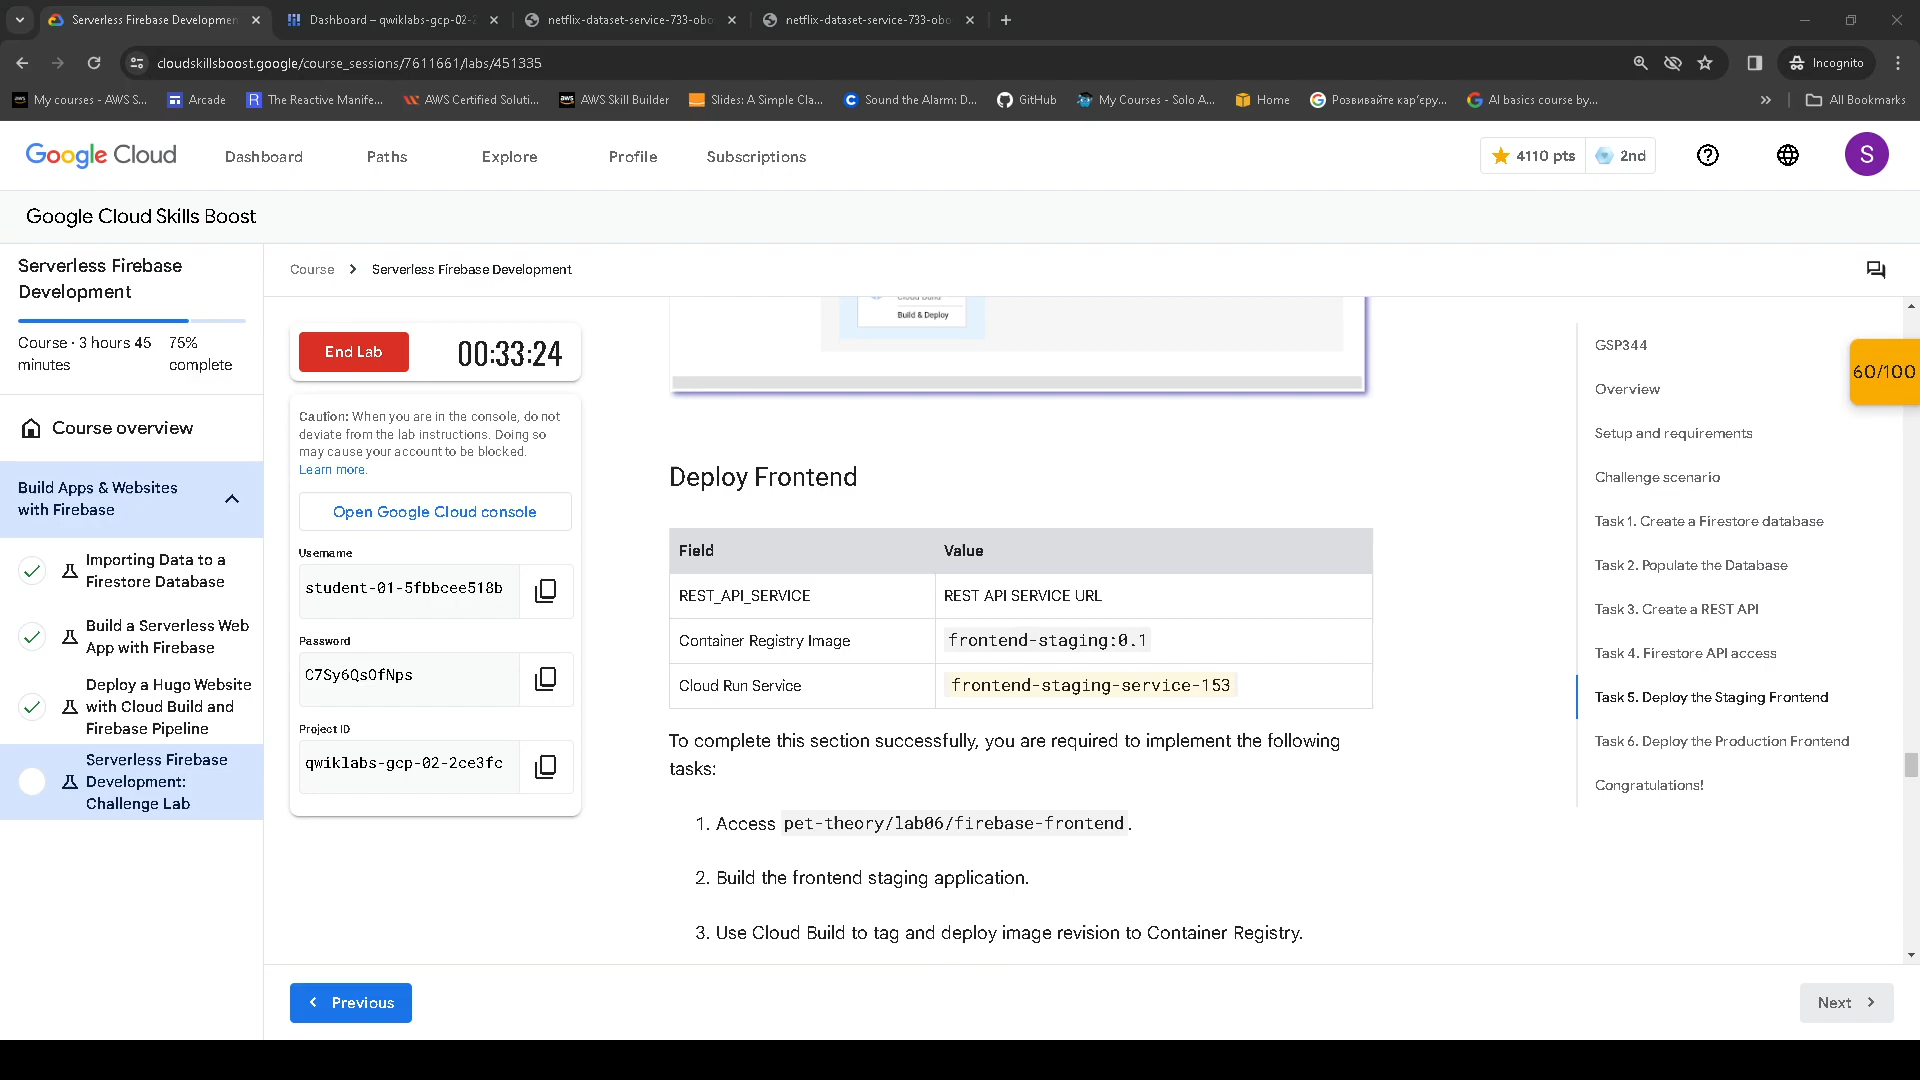 Serverless Firebase Developmen
Dashboard – qwiklabs-gcp-02-2
netflix-dataset-service-733-obo
netflix-dataset-service-733-obo
cloudskillsboost.google/course_sessions/7611661/labs/451335
Incognito
My courses - AWS S...
Arcade
The Reactive Manife...
AWS Certified Soluti...
AWS Skill Builder
Slides: A Simple Cla...
Sound the Alarm: D...
GitHub
My Courses - Solo A...
Home
Розвивайте кар'єру...
AI basics course by...
All Bookmarks
Google Cloud
Dashboard
Paths
Explore
Profile
Subscriptions
4110 pts
2nd
S
Google Cloud Skills Boost
Serverless Firebase
Development
Course · 3 hours 45
minutes
75%
complete
Course overview
Build Apps & Websites
with Firebase
Importing Data to a
Firestore Database
Build a Serverless Web
App with Firebase
Deploy a Hugo Website
with Cloud Build and
Firebase Pipeline
Serverless Firebase
Development:
Challenge Lab
Course > Serverless Firebase Development
End Lab
00:33:24
Caution: When you are in the console, do not
deviate from the lab instructions. Doing so
may cause your account to be blocked.
Learn more.
Open Google Cloud console
Username
student-01-5fbbcee518b
Password
C7Sy6QsOfNps
Project ID
qwiklabs-gcp-02-2ce3fc
Cloud Build
Build & Deploy
Deploy Frontend
Field Value
REST_API_SERVICE REST API SERVICE URL
Container Registry Image frontend-staging:0.1
Cloud Run Service frontend-staging-service-153
To complete this section successfully, you are required to implement the following
tasks:
1. Access pet-theory/lab06/firebase-frontend.
2. Build the frontend staging application.
3. Use Cloud Build to tag and deploy image revision to Container Registry.
GSP344
Overview
Setup and requirements
Challenge scenario
Task 1. Create a Firestore database
Task 2. Populate the Database
Task 3. Create a REST API
Task 4. Firestore API access
Task 5. Deploy the Staging Frontend
Task 6. Deploy the Production Frontend
Congratulations!
60/100
Previous
Next